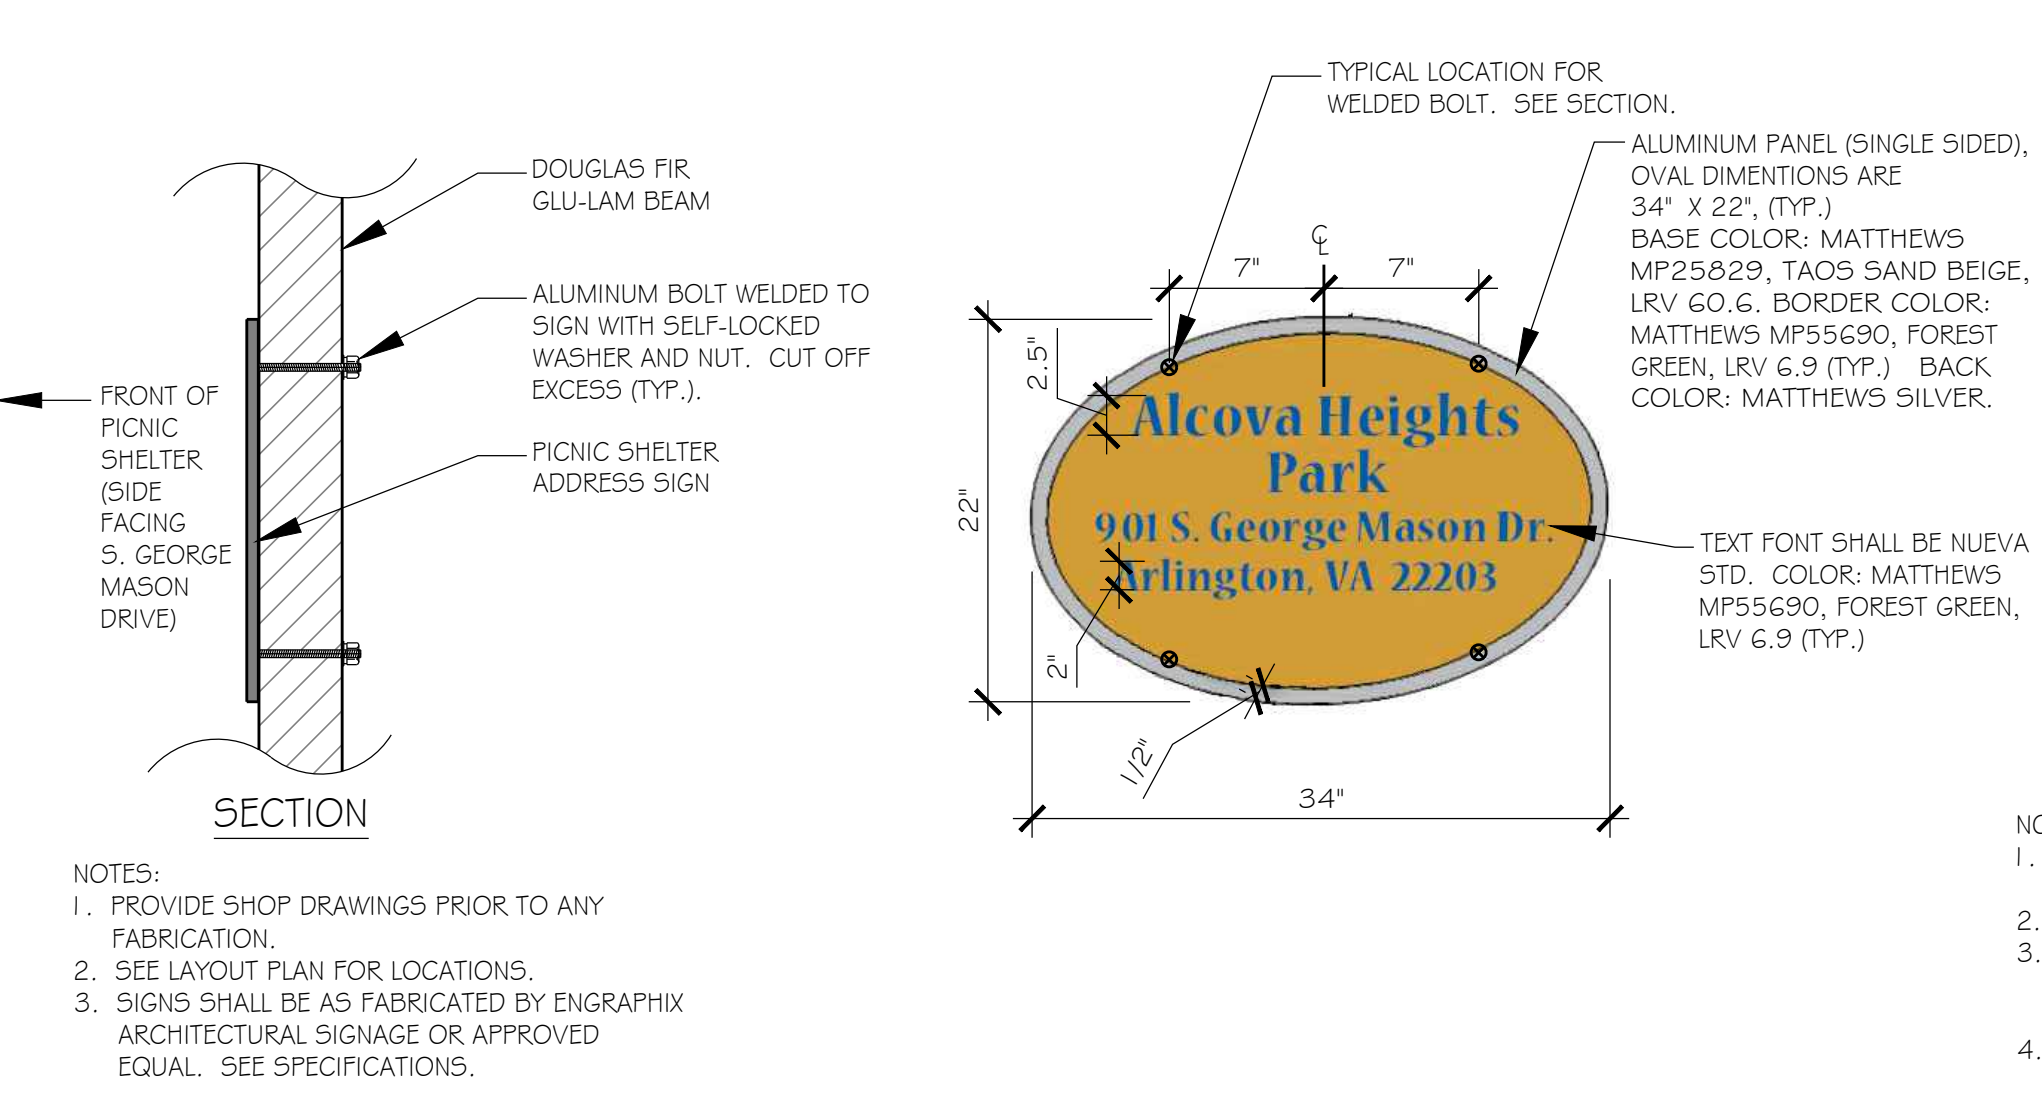 DOUGLAS FIR
GLU-LAM BEAM
ALUMINUM BOLT WELDED TO
SIGN WITH SELF-LOCKED
WASHER AND NUT.  CUT OFF
EXCESS (TYP.).
PICNIC SHELTER
ADDRESS SIGN
FRONT OF
PICNIC
SHELTER
(SIDE
FACING
S. GEORGE
MASON
DRIVE)
SECTION
NOTES:
1. PROVIDE SHOP DRAWINGS PRIOR TO ANY
FABRICATION.
2. SEE LAYOUT PLAN FOR LOCATIONS.
3. SIGNS SHALL BE AS FABRICATED BY ENGRAPHIX
ARCHITECTURAL SIGNAGE OR APPROVED
EQUAL.  SEE SPECIFICATIONS.
TYPICAL LOCATION FOR
WELDED BOLT.  SEE SECTION.
ALUMINUM PANEL (SINGLE SIDED),
OVAL DIMENTIONS ARE
34" X 22", (TYP.)
BASE COLOR: MATTHEWS
MP25829, TAOS SAND BEIGE,
LRV 60.6. BORDER COLOR:
MATTHEWS MP55690, FOREST
GREEN, LRV 6.9 (TYP.)   BACK
COLOR: MATTHEWS SILVER.
CL
7"
7"
2.5"
22"
Alcova Heights
Park
901 S. George Mason Dr.
Arlington, VA 22203
2"
1/2"
34"
TEXT FONT SHALL BE NUEVA
STD.  COLOR: MATTHEWS
MP55690, FOREST GREEN,
LRV 6.9 (TYP.)
1.
2.
3.
4.